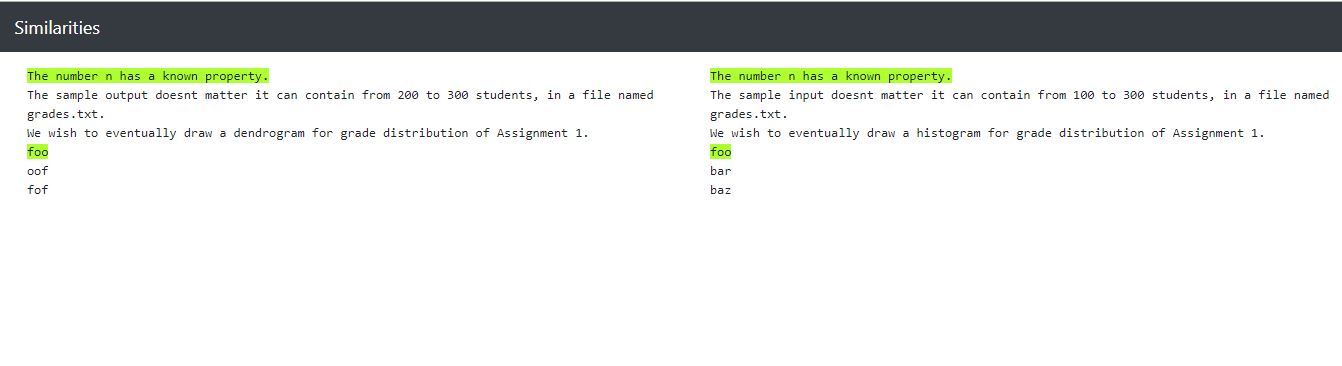 Similarities
The number n has a known property.
The sample output doesnt matter it can contain from 200 to 300 students, in a file named
grades.txt.
We wish to eventually draw a dendrogram for grade distribution of Assignment 1.
foo
oof
fof
The number n has a known property.
The sample input doesnt matter it can contain from 100 to 300 students, in a file named
grades.txt.
We wish to eventually draw a histogram for grade distribution of Assignment 1.
foo
bar
baz